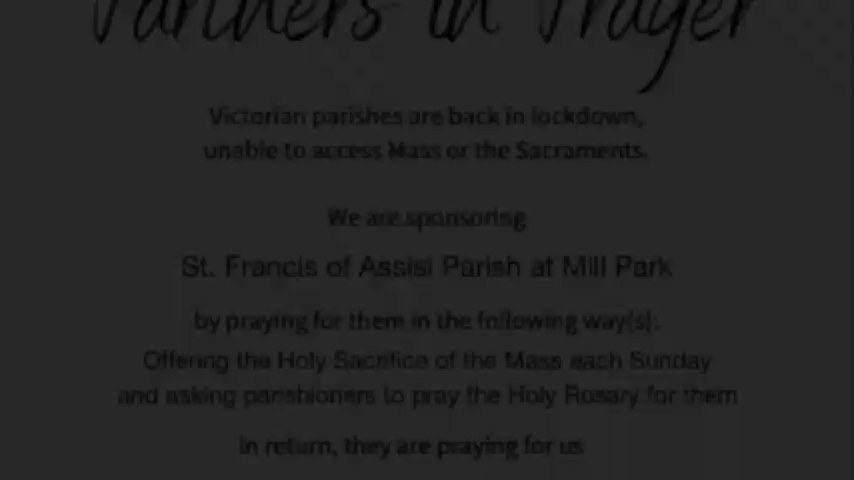 Partners in Prayer
Victorian parishes are back in lockdown,
unable to access Mass or the Sacraments.
We are sponsoring
St. Francis of Assisi Parish at Mill Park
by praying for them in the following way(s):
Offering the Holy Sacrifice of the Mass each Sunday
and asking parishioners to pray the Holy Rosary for them
In return, they are praying for us